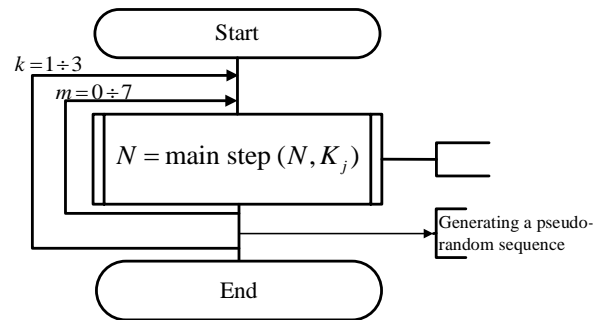 Start
k = 1 ÷ 3
m = 0 ÷ 7
N = main step (N, K_j)
Generating a pseudo-
random sequence
End